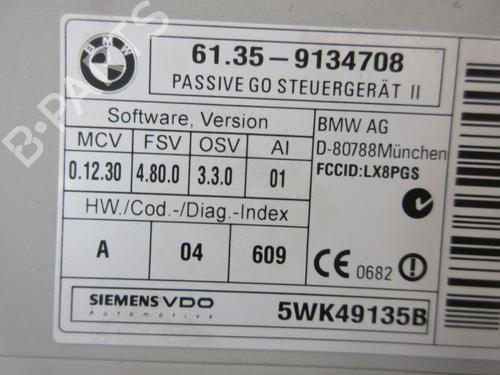 BMW
61.35-9134708
PASSIVE GO STEUERGERÄT II
Software, Version
MCV FSV OSV AI
0.12.30 4.80.0 3.3.0 01
HW./Cod.-/Diag.-Index
A 04 609
BMW AG
D-80788München
FCCID:LX8PGS
CE 0682
SIEMENS VDO
Automotive
5WK49135B
B-PARTS